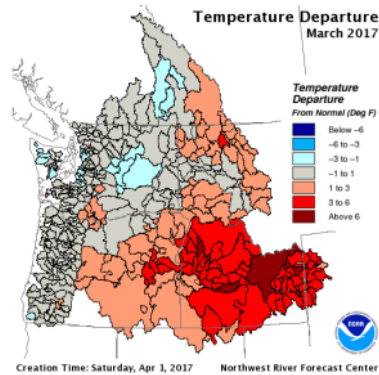 Temperature Departure
March 2017
Temperature
Departure
From Normal (Deg F)
Below -6
-6 to -3
-3 to -1
-1 to 1
1 to 3
3 to 6
Above 6
NOAA
Creation Time: Saturday, Apr 1, 2017 Northwest River Forecast Center